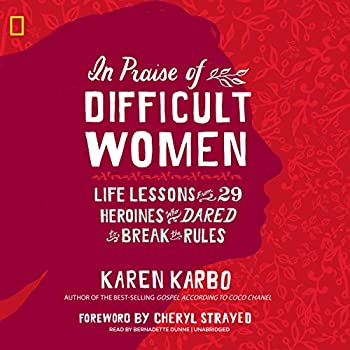 In Praise of
DIFFICULT
WOMEN
LIFE LESSONS from 29
HEROINES who DARED
to BREAK the RULES
KAREN KARBO
AUTHOR OF THE BEST-SELLING GOSPEL ACCORDING TO COCO CHANEL
FOREWORD BY CHERYL STRAYED
READ BY BERNADETTE DUNNE | UNABRIDGED